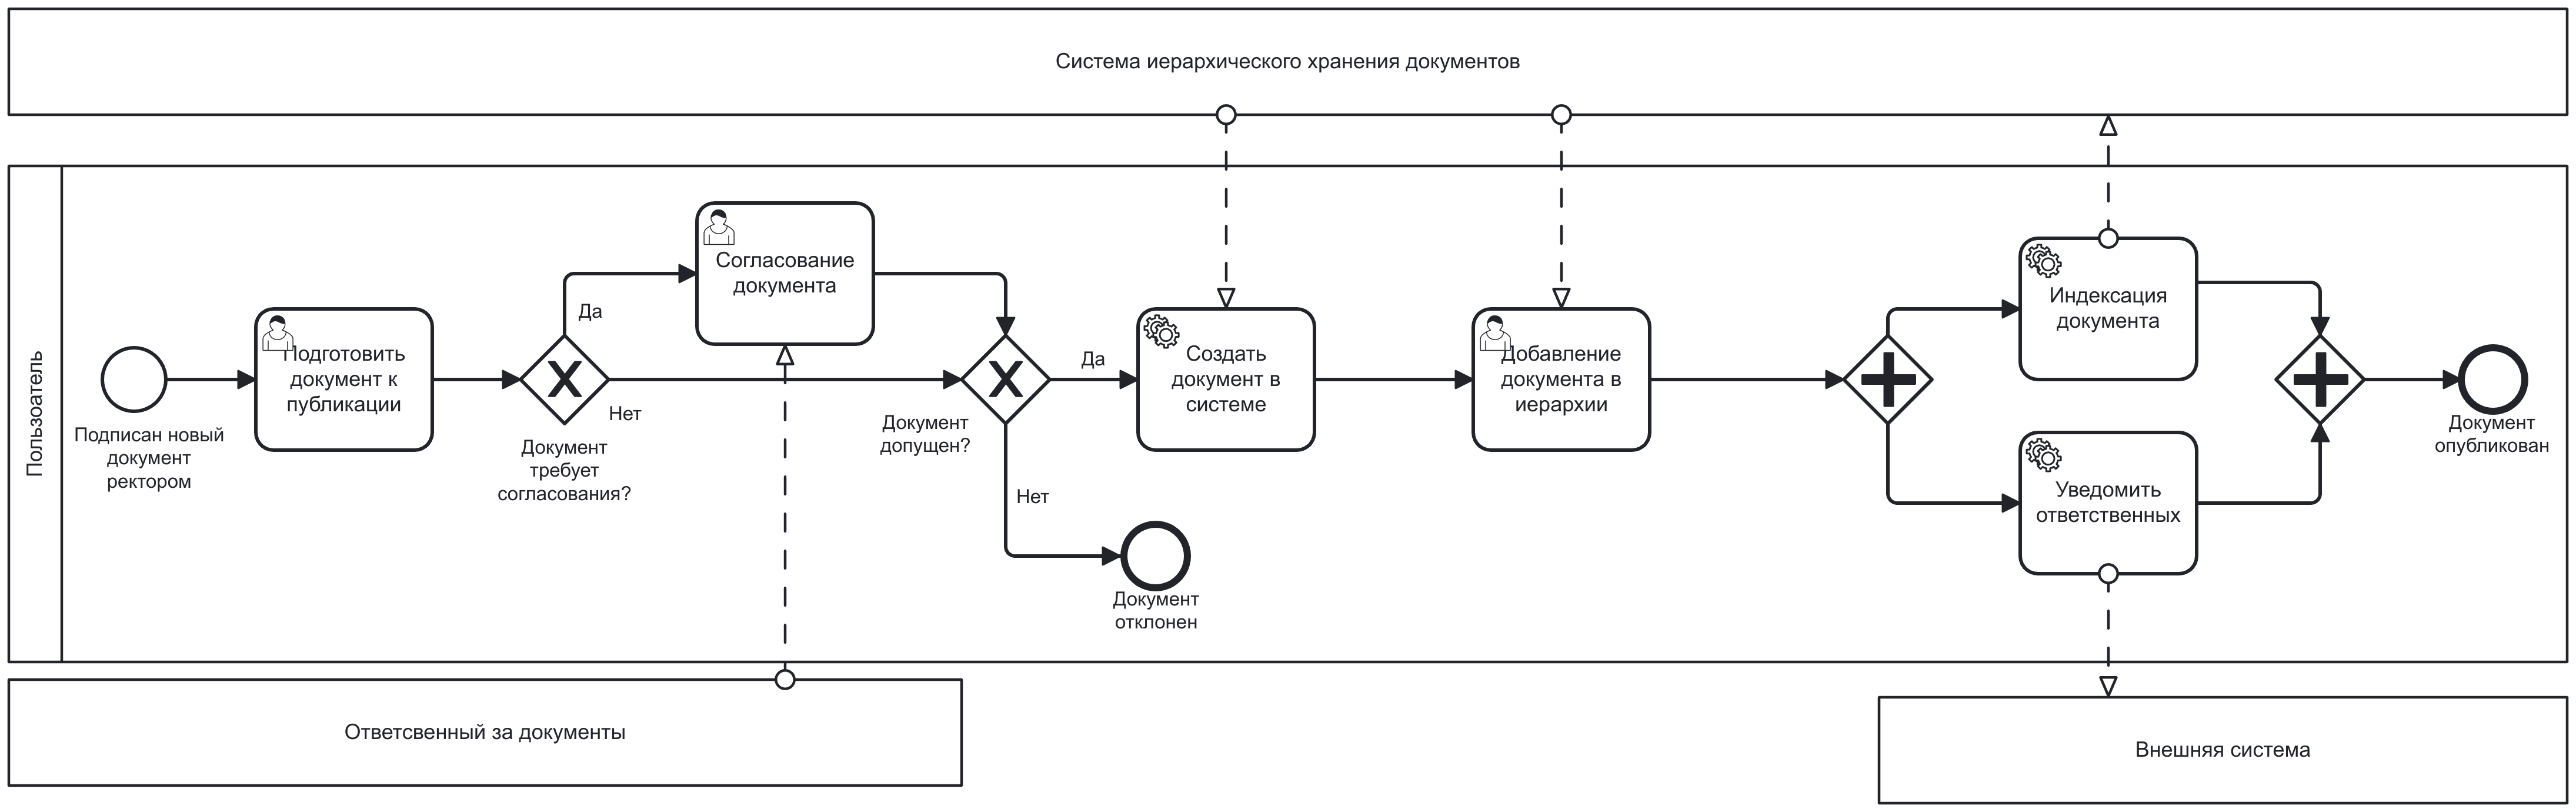 Система иерархического хранения документов
Пользоатель
Подписан новый
документ
ректором
Подготовить
документ к
публикации
Да
Нет
Документ
требует
согласования?
Согласование
документа
Документ
допущен?
Да
Нет
Документ
отклонен
Создать
документ в
системе
Добавление
документа в
иерархии
Индексация
документа
Уведомить
ответственных
Документ
опубликован
Ответсвенный за документы
Внешняя система